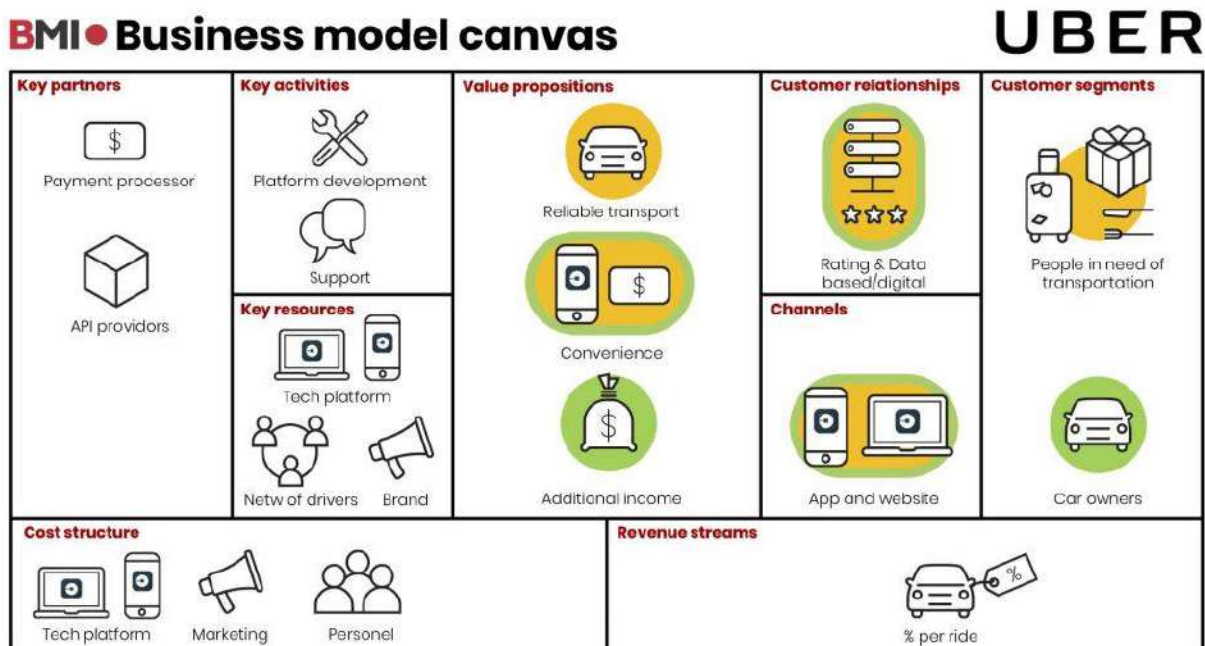 BMI Business model canvas
UBER
Key partners
$
Payment processor
API providors
Key activities
Platform development
Support
Key resources
Tech platform
Netw of drivers
Brand
Value propositions
Reliable transport
$
Convenience
$
Additional income
Customer relationships
Rating & Data
based/digital
Channels
App and website
Customer segments
People in need of
transportation
Car owners
Cost structure
Tech platform
Marketing
Personel
Revenue streams
%
% per ride